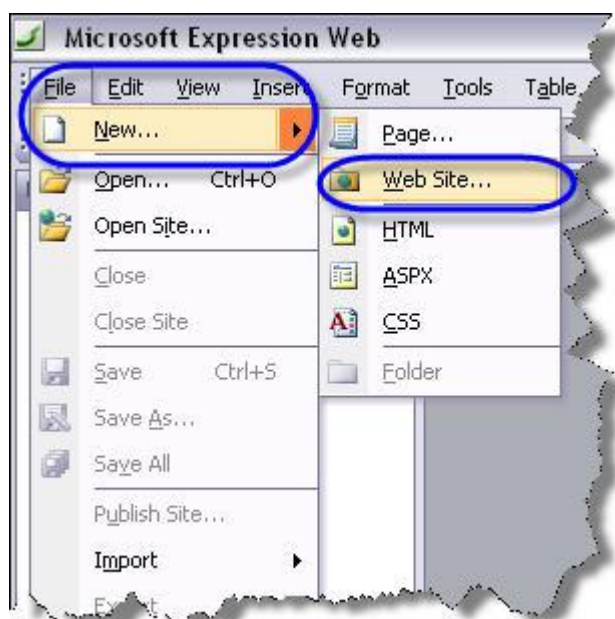 Microsoft Expression Web
File Edit View Insert Format Tools Table
New...
Open... Ctrl+O
Open Site...
Close
Close Site
Save Ctrl+S
Save As...
Save All
Publish Site...
Import
Page...
Web Site...
HTML
ASPX
CSS
Folder